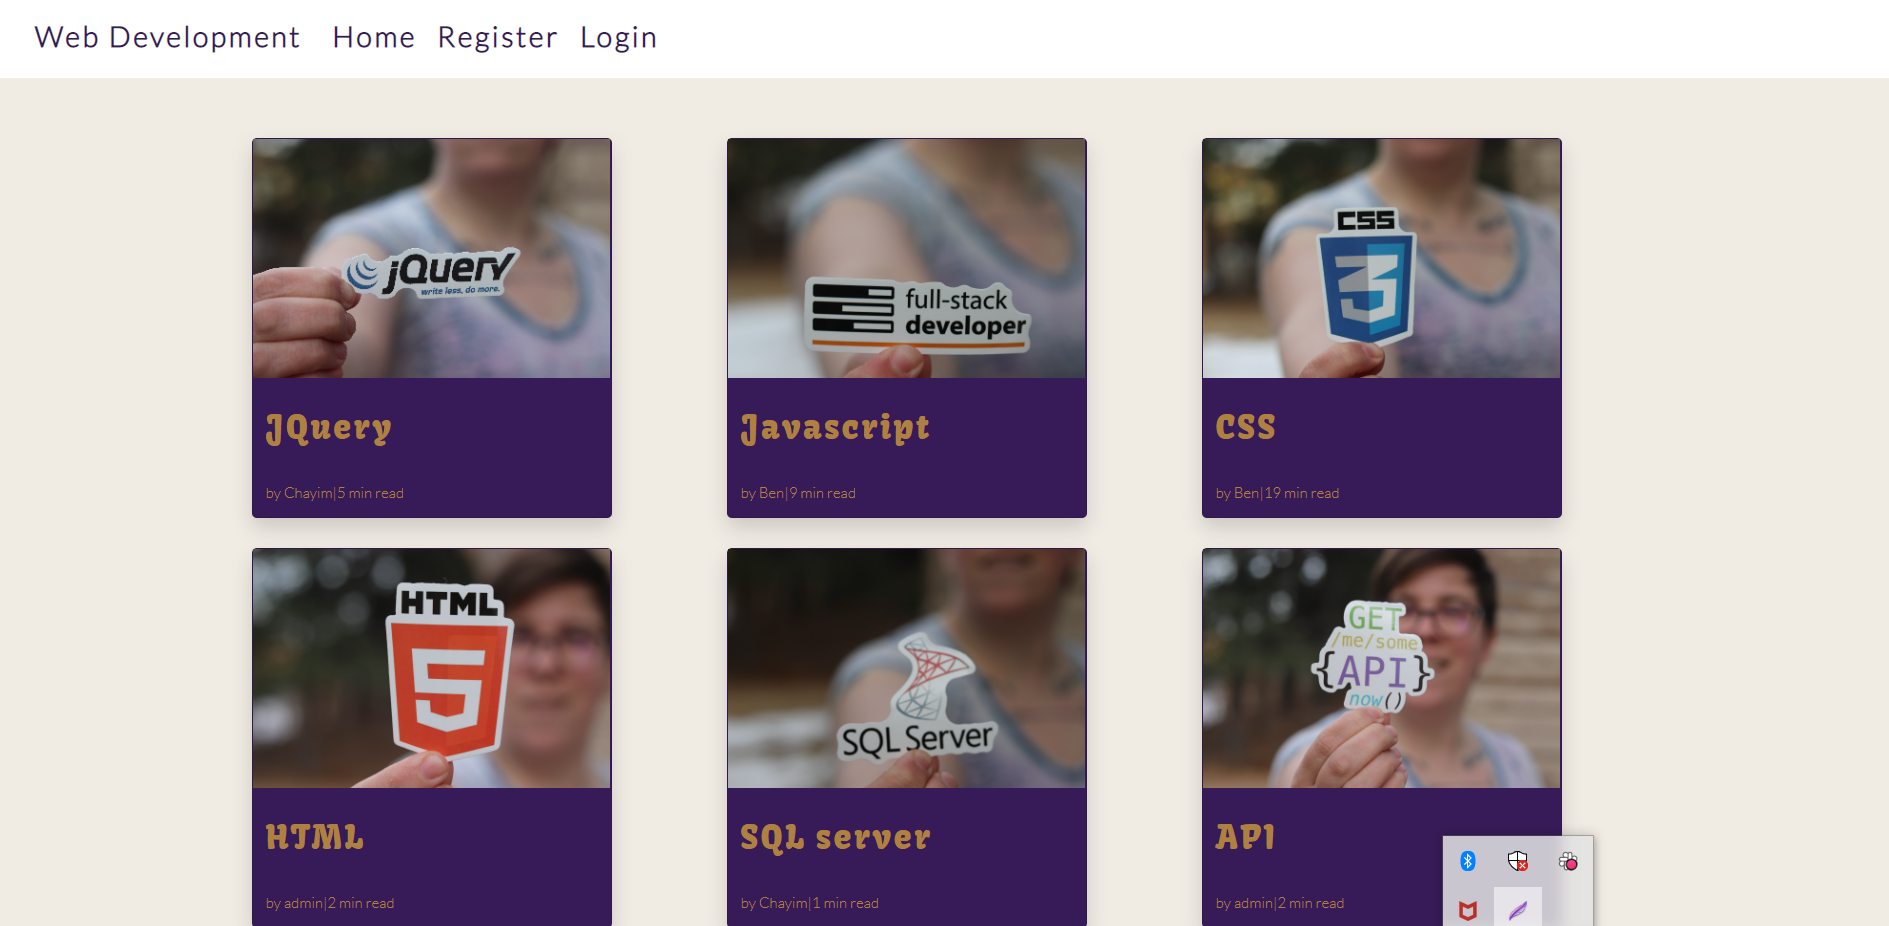 Web Development Home Register Login
jQuery
write less, do more.
full-stack
developer
CSS
3
JQuery
Javascript
CSS
by Chayim|5 min read
by Ben|9 min read
by Ben|19 min read
HTML
5
SQL Server
GET
/me/some
{API}
now()
HTML
SQL server
API
by admin|2 min read
by Chayim|1 min read
by admin|2 min read